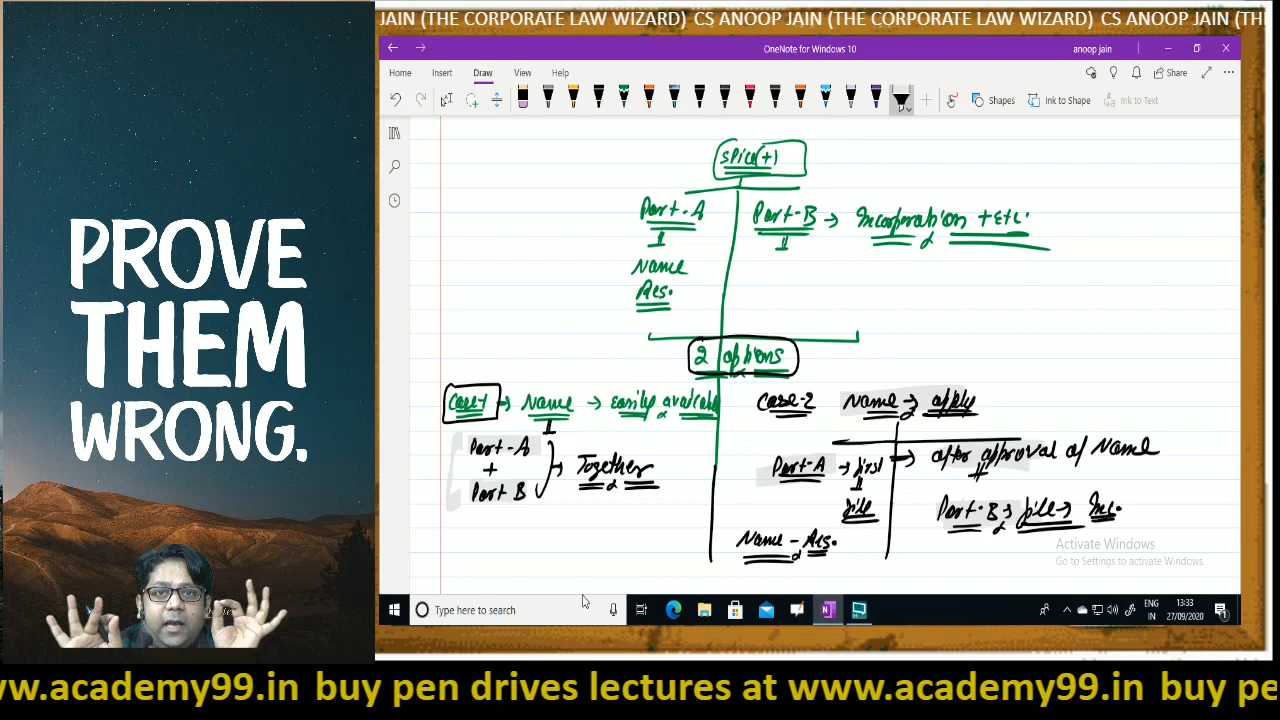 JAIN (THE CORPORATE LAW WIZARD) CS ANOOP JAIN (THE CORPORATE LAW WIZARD) CS ANOOP JAIN (TH
OneNote for Windows 10
anoop jain
Home Insert Draw View Help
Share
Shapes
Ink to Shape
Ink to Text
PROVE
THEM
WRONG.
SPice(+)
Part-A
Part-B → Incorporation + Etc.
Name
Res.
2 options
Case-1 → Name → easily available
Part-A
+
Part B
Together
Case-2 Name → apply
Part-A → first → after approval of Name
file
Part-B → file → Inc.
Name - Res.
Activate Windows
Go to Settings to activate Windows.
Type here to search
ENG
IN
13:33
27/09/2020
ww.academy99.in buy pen drives lectures at www.academy99.in buy pe